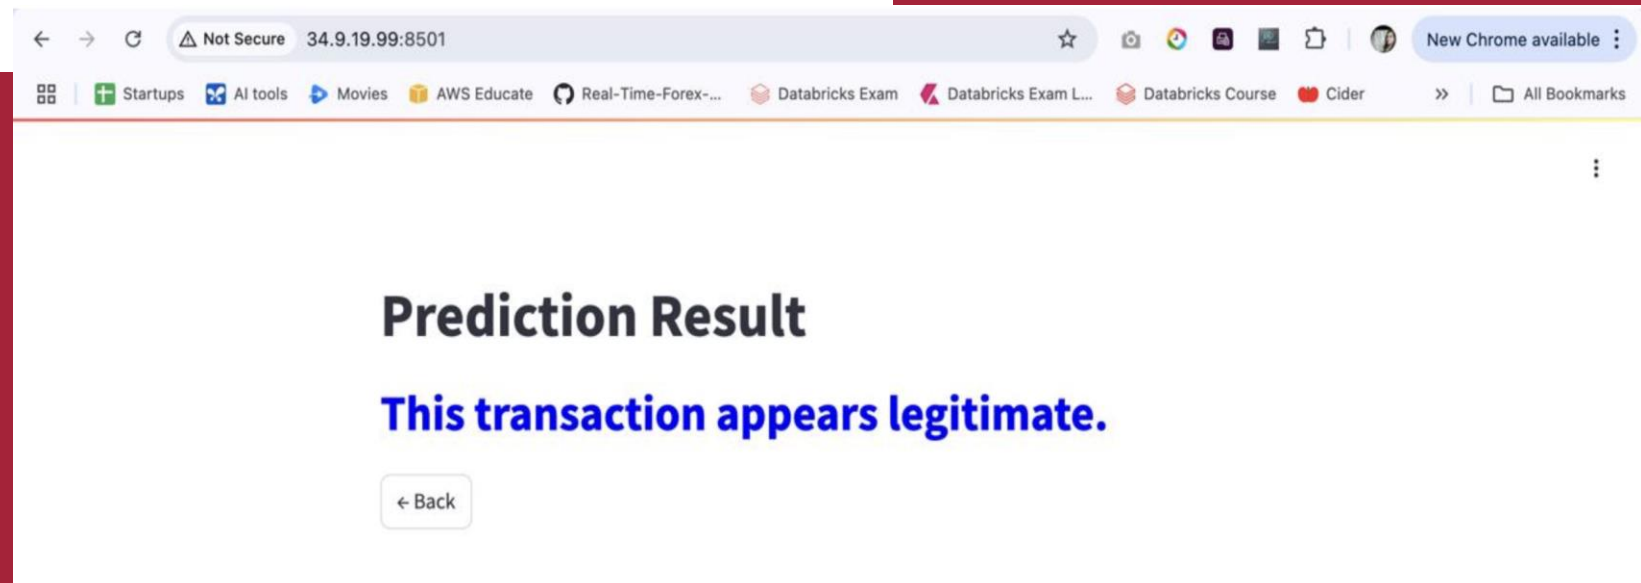 Not Secure 34.9.19.99:8501 New Chrome available
Startups AI tools Movies AWS Educate Real-Time-Forex-... Databricks Exam Databricks Exam L... Databricks Course Cider » All Bookmarks
Prediction Result
This transaction appears legitimate.
← Back